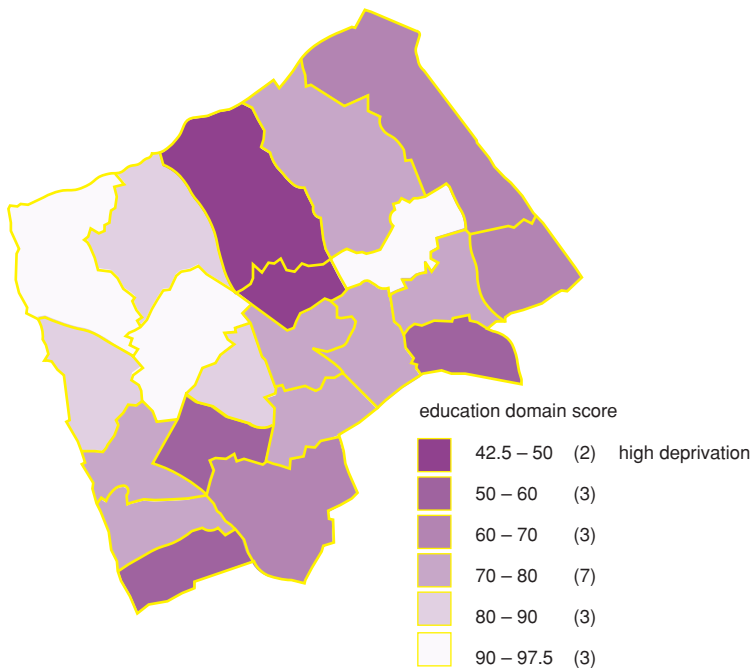 education domain score
42.5 – 50 (2) high deprivation
50 – 60 (3)
60 – 70 (3)
70 – 80 (7)
80 – 90 (3)
90 – 97.5 (3)